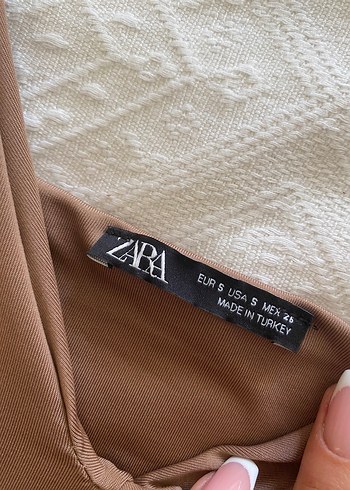 ZARA
EUR S USA S MEX 26
MADE IN TURKEY